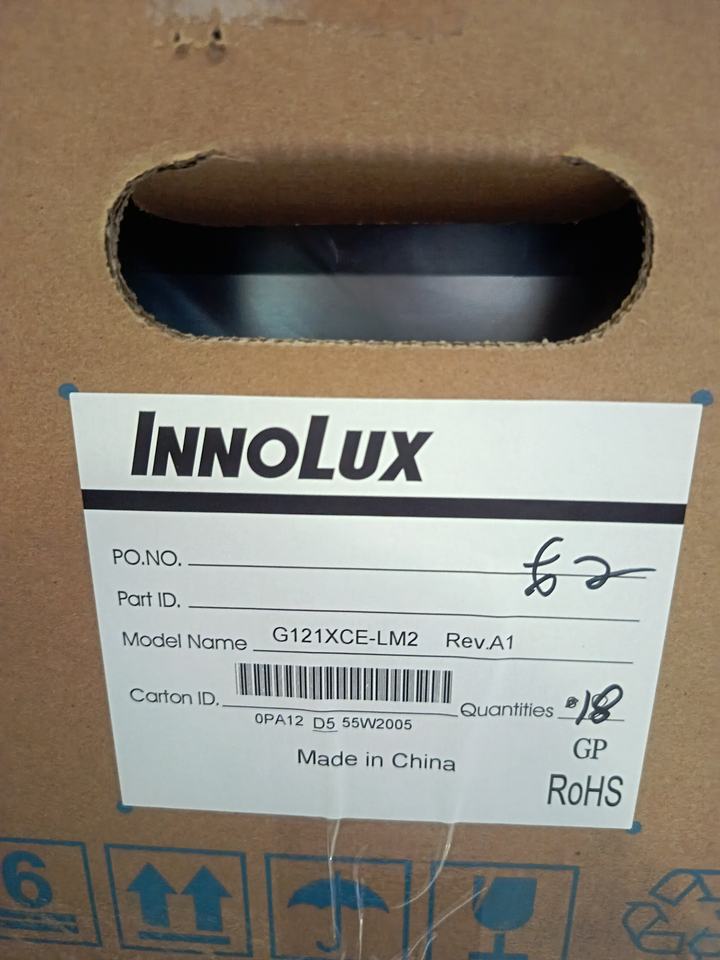 INNOLUX
PO.NO.
Part ID.
Model Name G121XCE-LM2 Rev.A1
Carton ID. Quantities 18
0PA12 D5 55W2005
Made in China
GP
RoHS
6